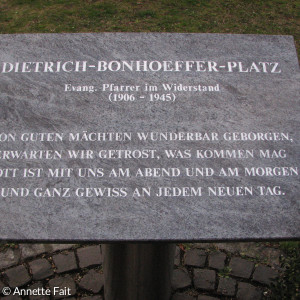 DIETRICH-BONHOEFFER-PLATZ
Evang. Pfarrer im Widerstand
(1906 - 1945)
ON GUTEN MÄCHTEN WUNDERBAR GEBORGEN,
ERWARTEN WIR GETROST, WAS KOMMEN MAG
OTT IST MIT UNS AM ABEND UND AM MORGEN
UND GANZ GEWISS AN JEDEM NEUEN TAG.
© Annette Fait